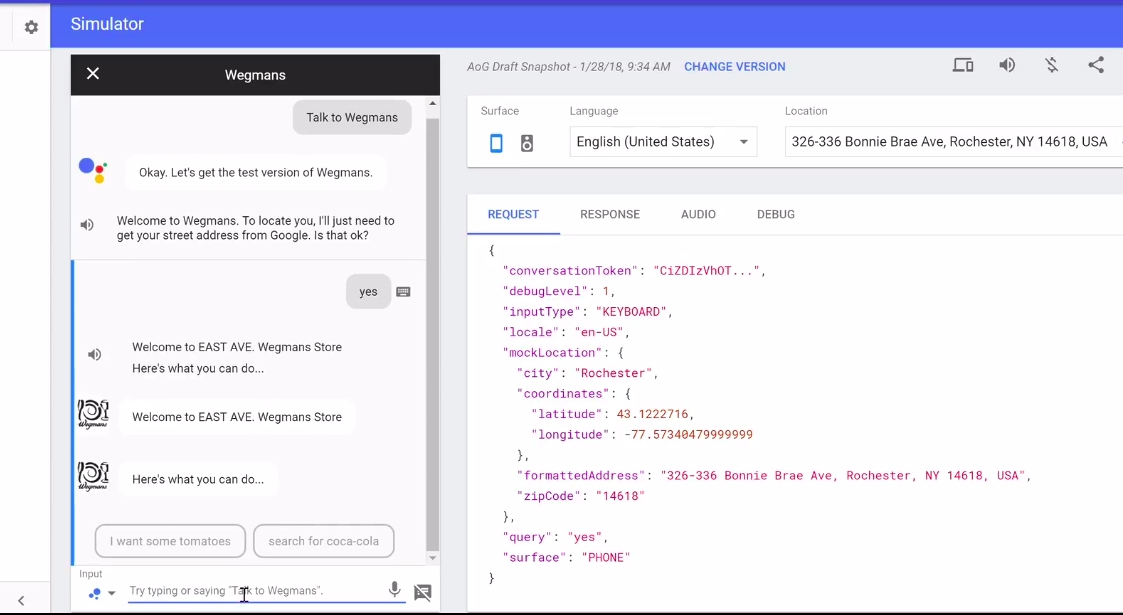 Simulator
Wegmans
Talk to Wegmans
Okay. Let's get the test version of Wegmans.
Welcome to Wegmans. To locate you, I'll just need to
get your street address from Google. Is that ok?
yes
Welcome to EAST AVE. Wegmans Store
Here's what you can do...
Wegmans
Welcome to EAST AVE. Wegmans Store
Wegmans
Here's what you can do...
I want some tomatoes
search for coca-cola
Input
Try typing or saying "Talk to Wegmans".
AoG Draft Snapshot - 1/28/18, 9:34 AM CHANGE VERSION
Surface
Language
Location
English (United States)
326-336 Bonnie Brae Ave, Rochester, NY 14618, USA
REQUEST RESPONSE AUDIO DEBUG
{
"conversationToken": "CiZDIzVhOT...",
"debugLevel": 1,
"inputType": "KEYBOARD",
"locale": "en-US",
"mockLocation": {
"city": "Rochester",
"coordinates": {
"latitude": 43.1222716,
"longitude": -77.57340479999999
},
"formattedAddress": "326-336 Bonnie Brae Ave, Rochester, NY 14618, USA",
"zipCode": "14618"
},
"query": "yes",
"surface": "PHONE"
}